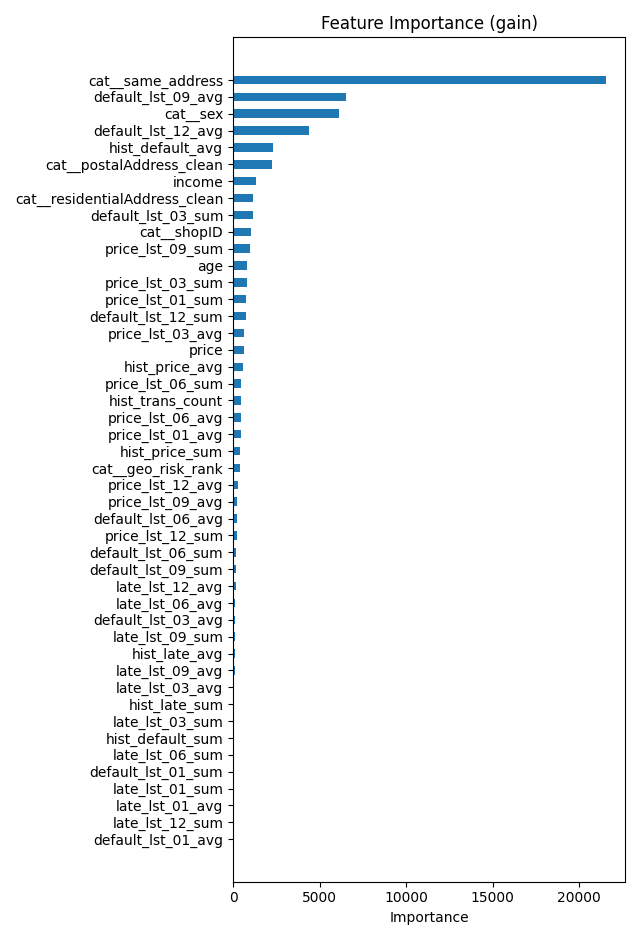 Feature Importance (gain)
cat__same_address
default_lst_09_avg
cat__sex
default_lst_12_avg
hist_default_avg
cat__postalAddress_clean
income
cat__residentialAddress_clean
default_lst_03_sum
cat__shopID
price_lst_09_sum
age
price_lst_03_sum
price_lst_01_sum
default_lst_12_sum
price_lst_03_avg
price
hist_price_avg
price_lst_06_sum
hist_trans_count
price_lst_06_avg
price_lst_01_avg
hist_price_sum
cat__geo_risk_rank
price_lst_12_avg
price_lst_09_avg
default_lst_06_avg
price_lst_12_sum
default_lst_06_sum
default_lst_09_sum
late_lst_12_avg
late_lst_06_avg
default_lst_03_avg
late_lst_09_sum
hist_late_avg
late_lst_09_avg
late_lst_03_avg
hist_late_sum
late_lst_03_sum
hist_default_sum
late_lst_06_sum
default_lst_01_sum
late_lst_01_sum
late_lst_01_avg
late_lst_12_sum
default_lst_01_avg
0 5000 10000 15000 20000
Importance